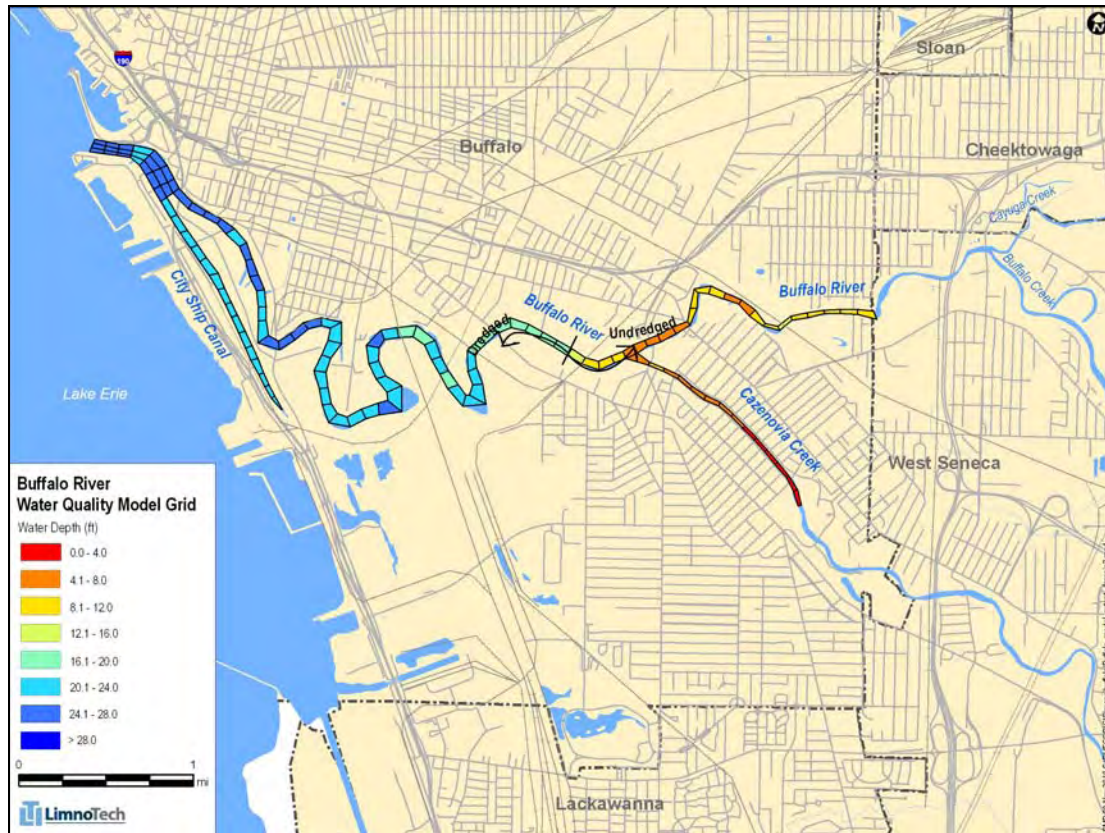 190
Sloan
Buffalo
Cheektowaga
Cayuga Creek
Buffalo Creek
Buffalo River
Buffalo River
Undredged
Dredged
City Ship Canal
Lake Erie
Cazenovia Creek
West Seneca
Buffalo River
Water Quality Model Grid
Water Depth (ft)
0.0 - 4.0
4.1 - 8.0
8.1 - 12.0
12.1 - 16.0
16.1 - 20.0
20.1 - 24.0
24.1 - 28.0
> 28.0
0 1
mi
LimnoTech
Lackawanna
N